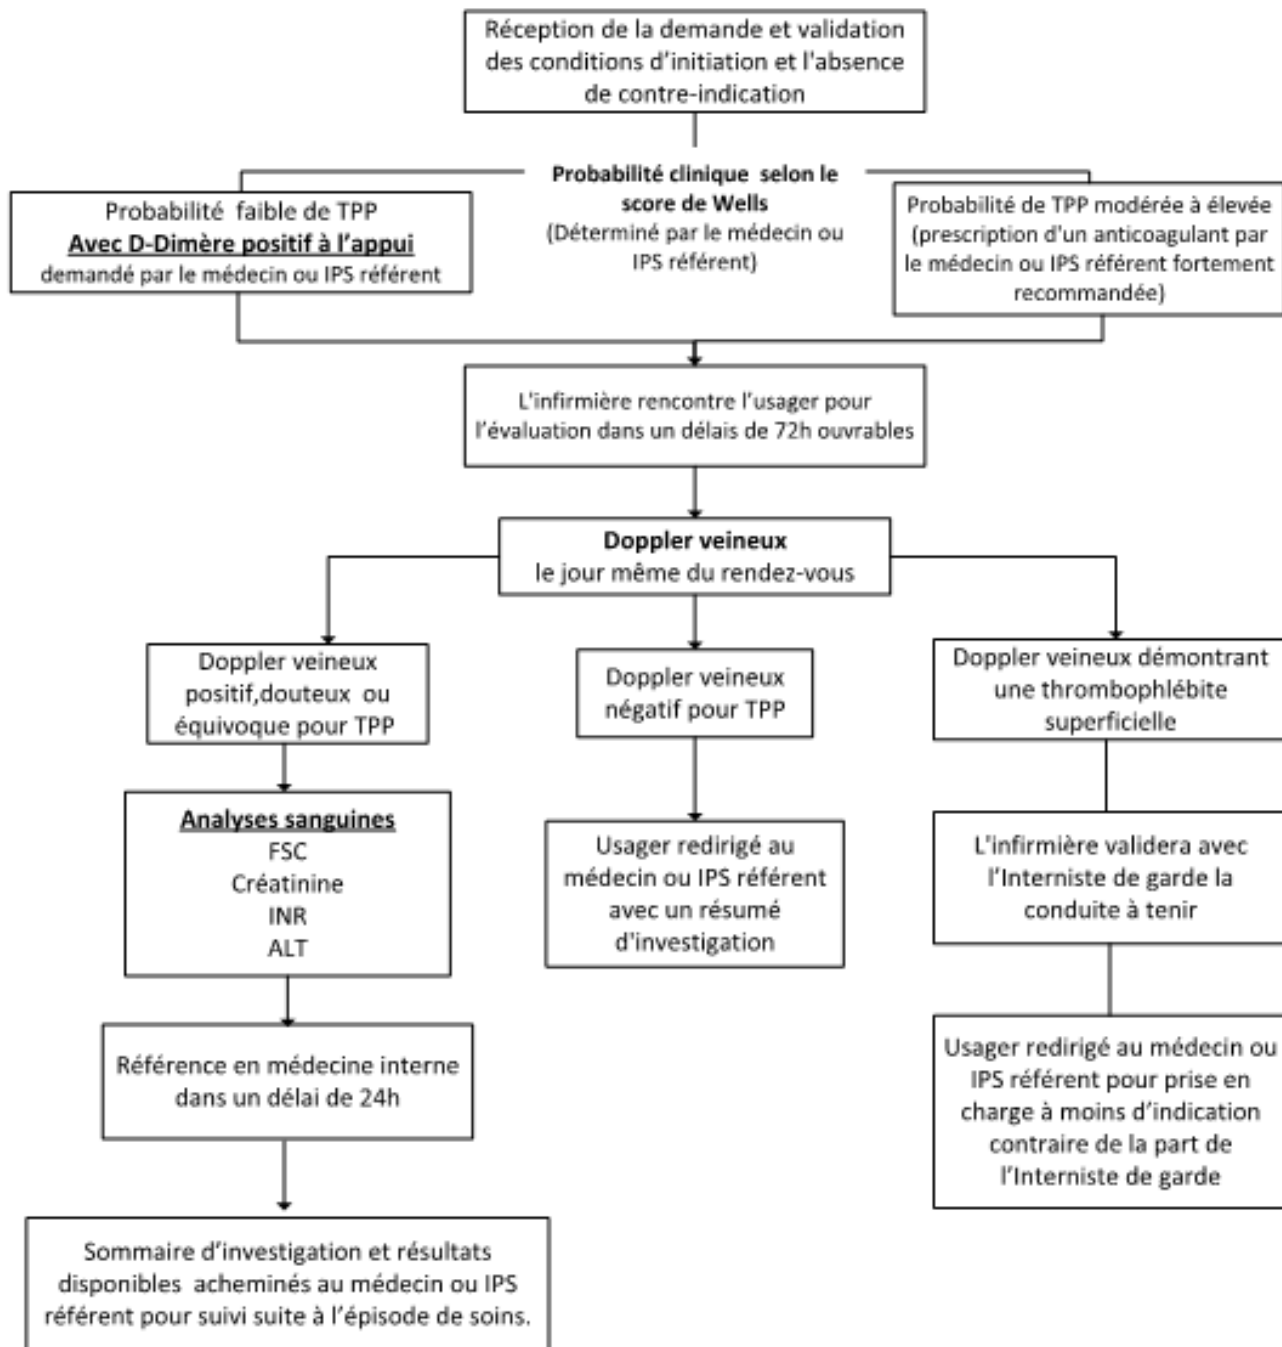 Réception de la demande et validation
des conditions d'initiation et l'absence
de contre-indication
Probabilité clinique selon le
score de Wells
(Déterminé par le médecin ou
IPS référent)
Probabilité faible de TPP
Avec D-Dimère positif à l'appui
demandé par le médecin ou IPS référent
Probabilité de TPP modérée à élevée
(prescription d'un anticoagulant par
le médecin ou IPS référent fortement
recommandée)
L'infirmière rencontre l'usager pour
l'évaluation dans un délais de 72h ouvrables
Doppler veineux
le jour même du rendez-vous
Doppler veineux
positif,douteux ou
équivoque pour TPP
Analyses sanguines
FSC
Créatinine
INR
ALT
Référence en médecine interne
dans un délai de 24h
Sommaire d'investigation et résultats
disponibles acheminés au médecin ou IPS
référent pour suivi suite à l'épisode de soins.
Doppler veineux
négatif pour TPP
Usager redirigé au
médecin ou IPS référent
avec un résumé
d'investigation
Doppler veineux démontrant
une thrombophlébite
superficielle
L'infirmière validera avec
l'Interniste de garde la
conduite à tenir
Usager redirigé au médecin ou
IPS référent pour prise en
charge à moins d'indication
contraire de la part de
l'Interniste de garde